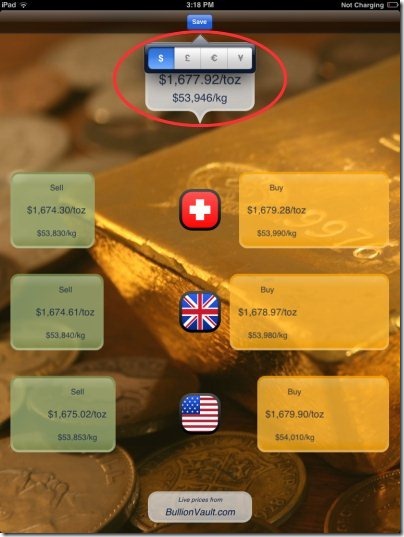 iPad 3:18 PM Not Charging
Save
$ £ € ¥
$1,677.92/toz
$53,946/kg
Sell
$1,674.30/toz
$53,830/kg
Buy
$1,679.28/toz
$53,990/kg
Sell
$1,674.61/toz
$53,840/kg
Buy
$1,678.97/toz
$53,980/kg
Sell
$1,675.02/toz
$53,853/kg
Buy
$1,679.90/toz
$54,010/kg
Live prices from
BullionVault.com